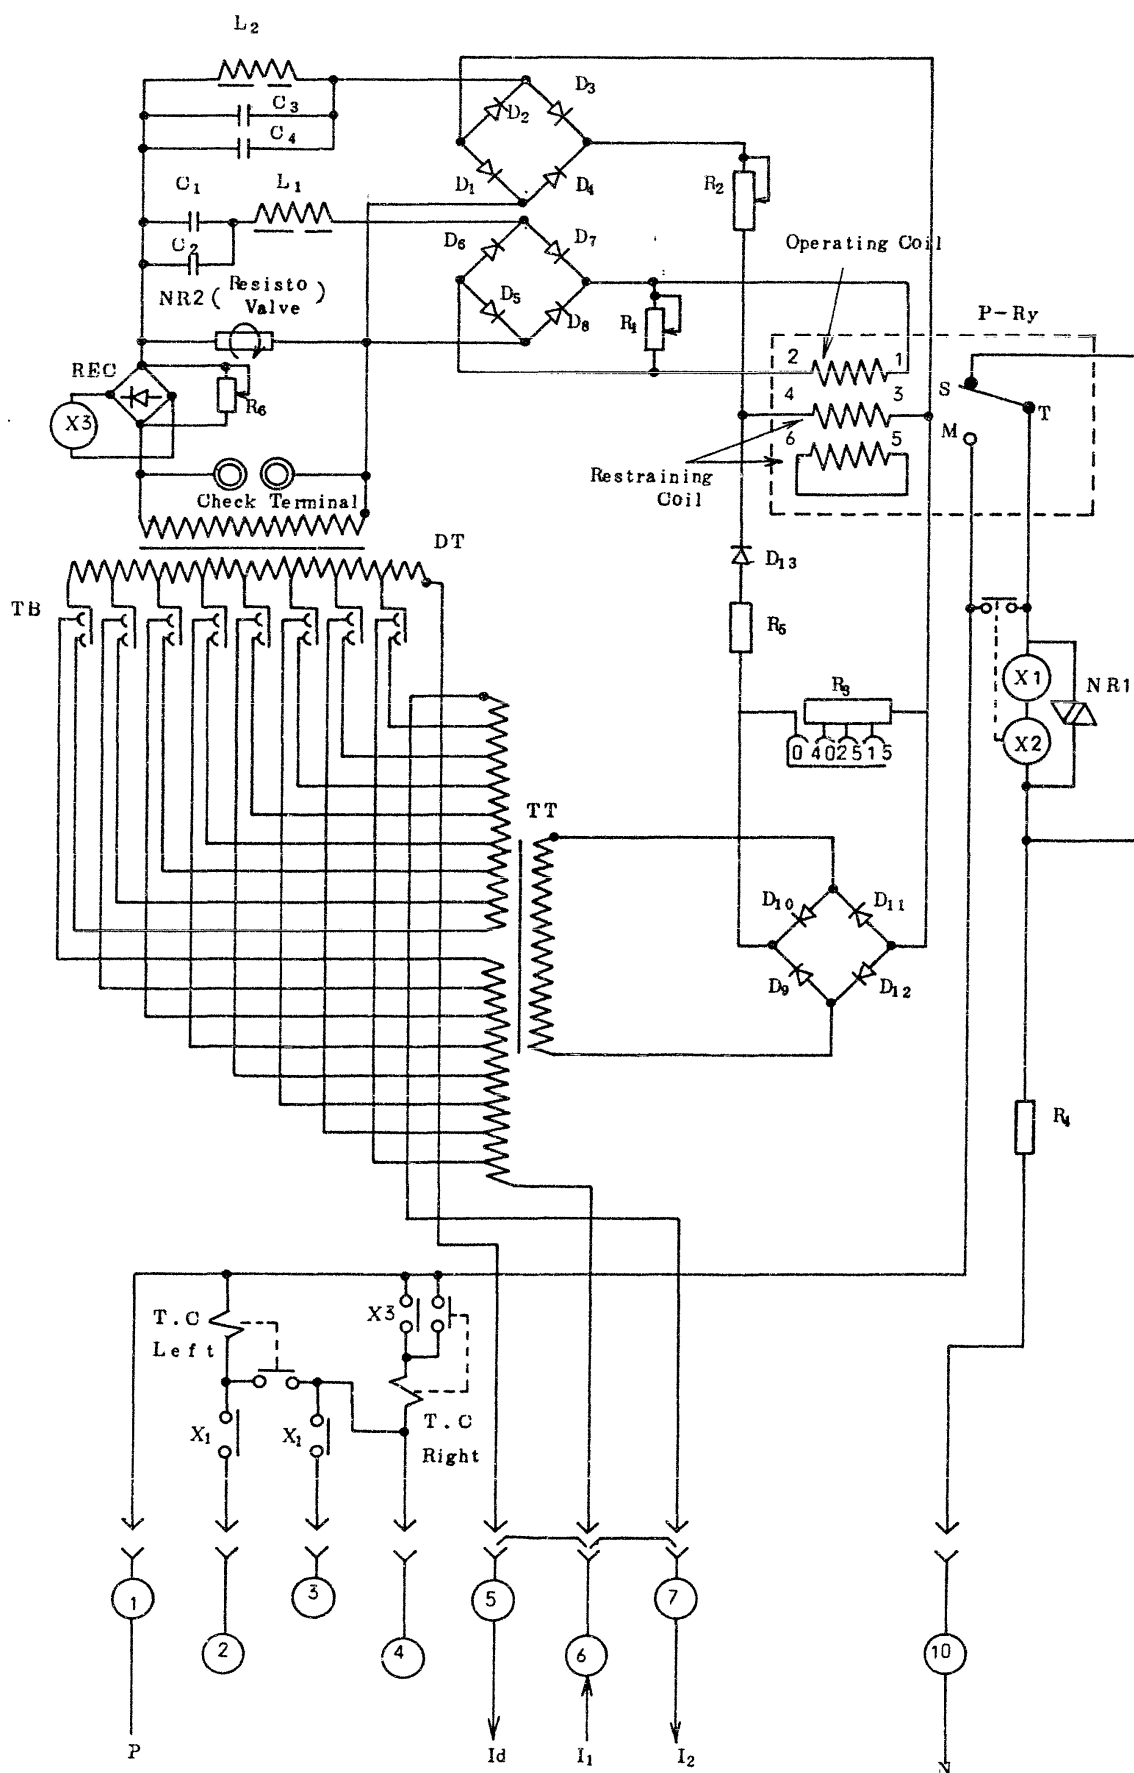 L2
C3
C4
D2
D3
D1
D4
R2
C1
L1
C2
D6
D7
Operating Coil
NR2 (Resisto
Valve)
D5
D8
R1
P-Ry
REC
R6
X3
2
1
S
T
4
3
M
6
5
Restraining
Coil
Check Terminal
DT
D13
TB
R5
X1
NR1
R3
0 40 25 15
X2
TT
D10
D11
D9
D12
R4
T.C
Left
X3
X1
X1
T.C
Right
1
2
3
4
5
6
7
10
P
Id
I1
I2
N